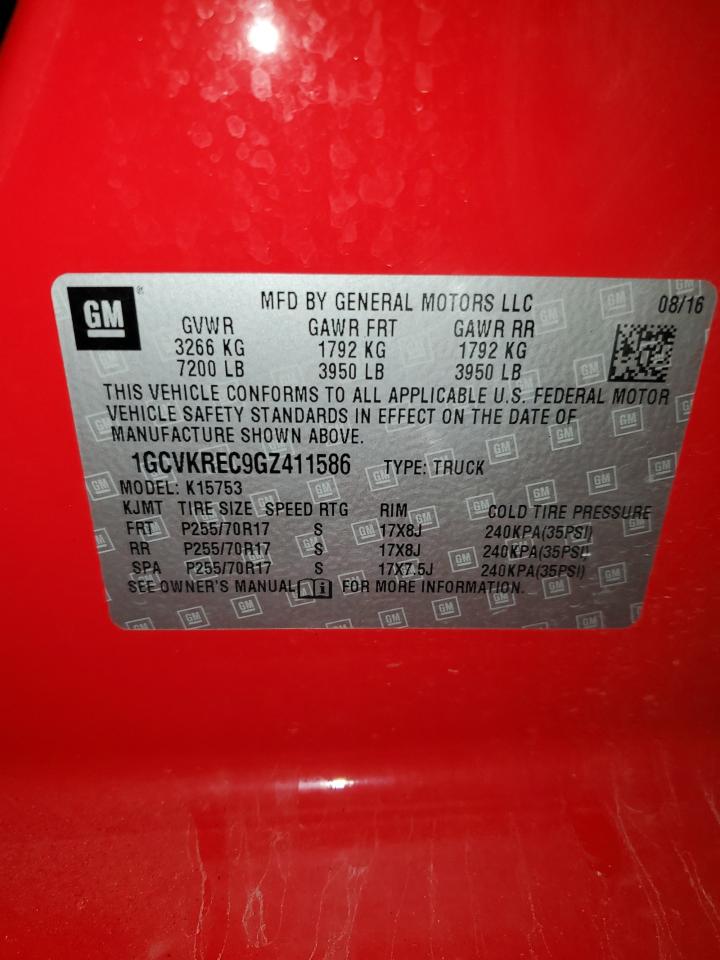 GM
MFD BY GENERAL MOTORS LLC 08/16
GVWR GAWR FRT GAWR RR
3266 KG 1792 KG 1792 KG
7200 LB 3950 LB 3950 LB
THIS VEHICLE CONFORMS TO ALL APPLICABLE U.S. FEDERAL MOTOR
VEHICLE SAFETY STANDARDS IN EFFECT ON THE DATE OF
MANUFACTURE SHOWN ABOVE.
1GCVKREC9GZ411586 TYPE: TRUCK
MODEL: K15753
KJMT TIRE SIZE SPEED RTG RIM COLD TIRE PRESSURE
FRT P255/70R17 S 17X8J 240KPA(35PSI)
RR P255/70R17 S 17X8J 240KPA(35PSI)
SPA P255/70R17 S 17X7.5J 240KPA(35PSI)
SEE OWNER'S MANUAL FOR MORE INFORMATION.